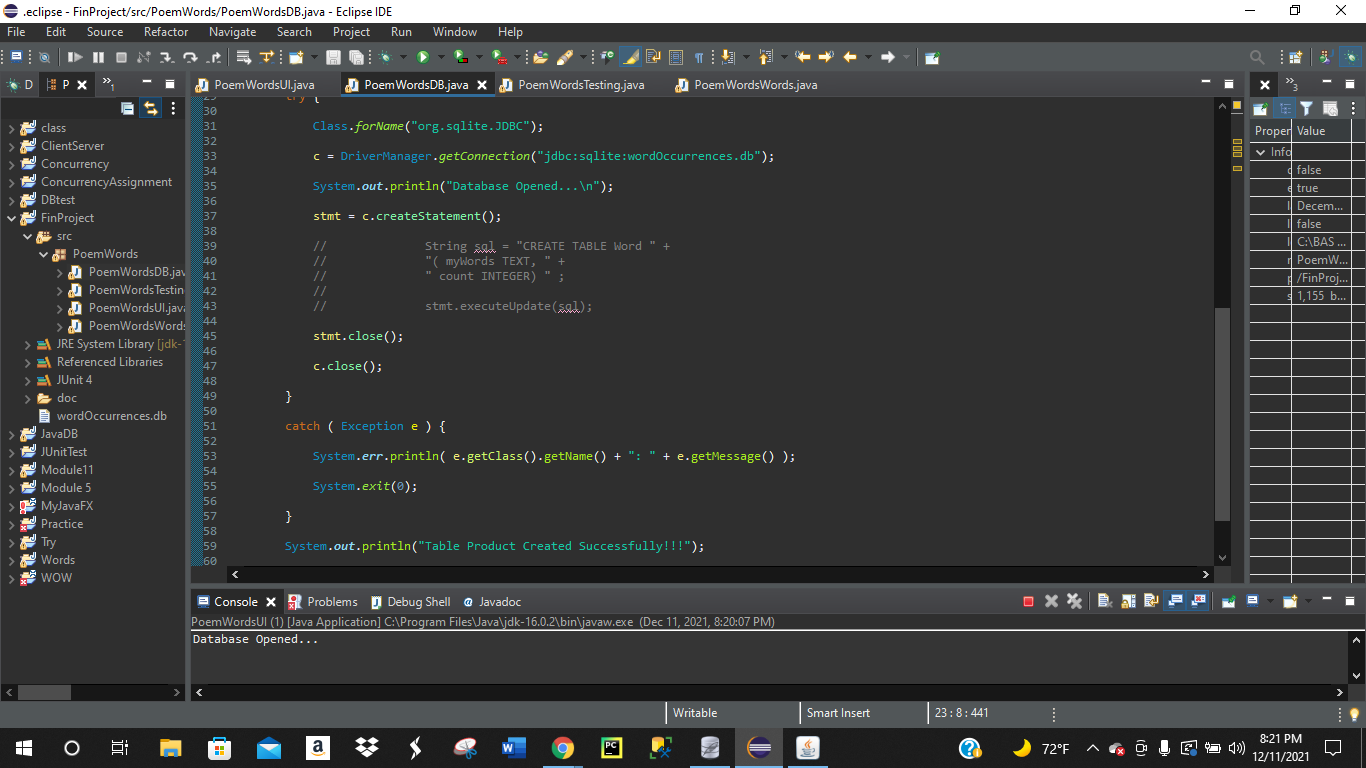 .eclipse - FinProject/src/PoemWords/PoemWordsDB.java - Eclipse IDE
File Edit Source Refactor Navigate Search Project Run Window Help
D P 1 PoemWordsUI.java PoemWordsDB.java PoemWordsTesting.java PoemWordsWords.java 3
class
ClientServer
Concurrency
ConcurrencyAssignment
DBtest
FinProject
src
PoemWords
PoemWordsDB.jav
PoemWordsTestin
PoemWordsUI.java
PoemWordsWords
JRE System Library [jdk-1
Referenced Libraries
JUnit 4
doc
wordOccurrences.db
JavaDB
JUnitTest
Module11
Module 5
MyJavaFX
Practice
Try
Words
WOW
29 try {
30
31 Class.forName("org.sqlite.JDBC");
32
33 c = DriverManager.getConnection("jdbc:sqlite:wordOccurrences.db");
34
35 System.out.println("Database Opened...\n");
36
37 stmt = c.createStatement();
38
39 // String sql = "CREATE TABLE Word " +
40 // "( myWords TEXT, " +
41 // " count INTEGER) " ;
42 //
43 // stmt.executeUpdate(sql);
44
45 stmt.close();
46
47 c.close();
48
49 }
50
51 catch ( Exception e ) {
52
53 System.err.println( e.getClass().getName() + ": " + e.getMessage() );
54
55 System.exit(0);
56
57 }
58
59 System.out.println("Table Product Created Successfully!!!");
60
Proper Value
Info
false
true
Decem...
false
C:\BAS ...
PoemW...
/FinProj...
1,155 b...
Console Problems Debug Shell Javadoc
PoemWordsUI (1) [Java Application] C:\Program Files\Java\jdk-16.0.2\bin\javaw.exe (Dec 11, 2021, 8:20:07 PM)
Database Opened...
Writable Smart Insert 23 : 8 : 441
72°F 8:21 PM
12/11/2021